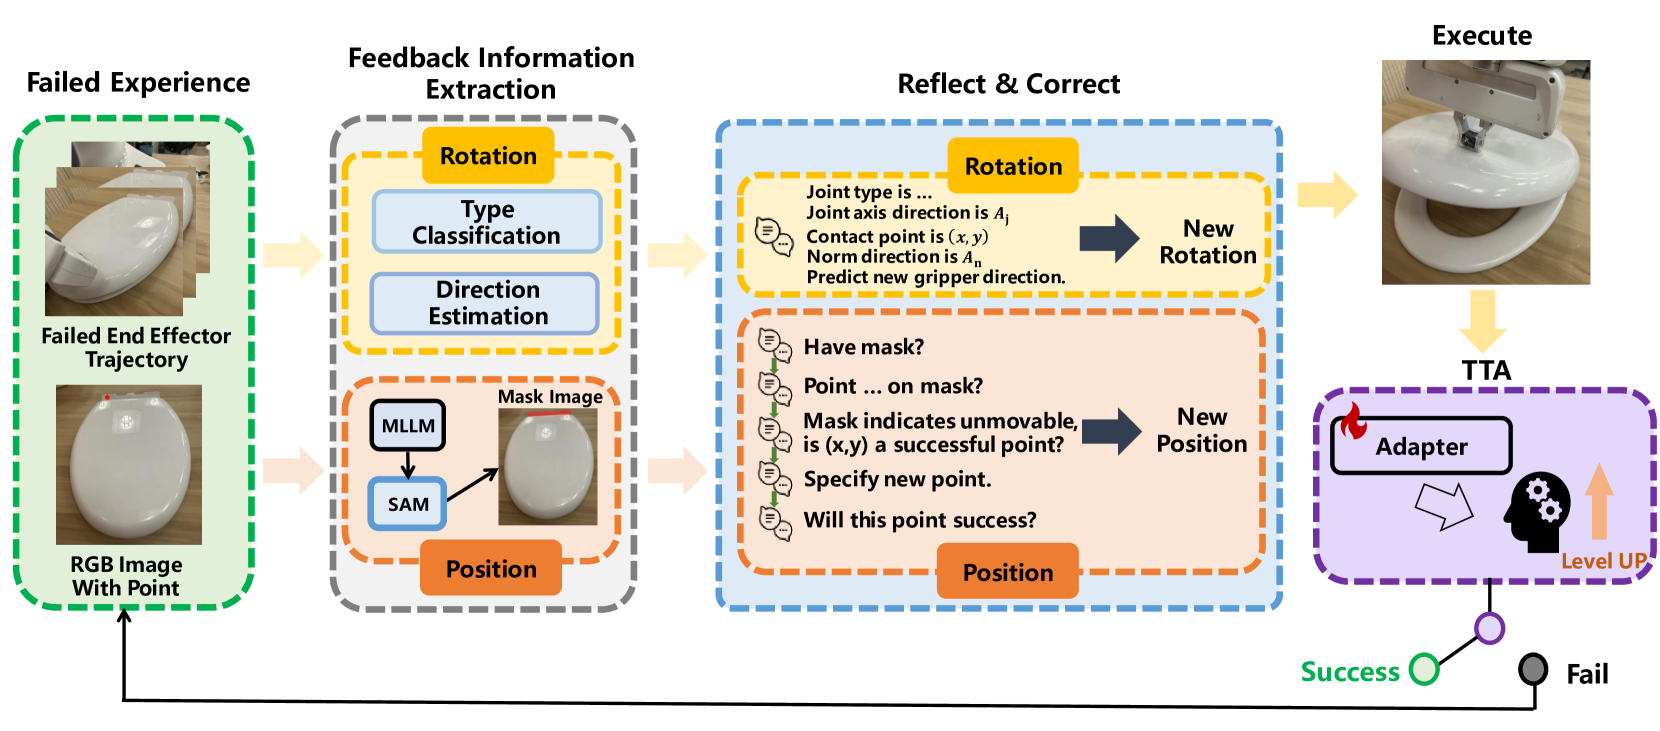 Failed Experience
Failed End Effector
Trajectory
RGB Image
With Point
Feedback Information
Extraction
Rotation
Type
Classification
Direction
Estimation
MLLM
SAM
Mask Image
Position
Reflect & Correct
Rotation
Joint type is ...
Joint axis direction is Aj
Contact point is (x, y)
Norm direction is An
Predict new gripper direction.
New
Rotation
Have mask?
Point ... on mask?
Mask indicates unmovable,
is (x,y) a successful point?
Specify new point.
Will this point success?
New
Position
Position
Execute
TTA
Adapter
Level UP
Success
Fail